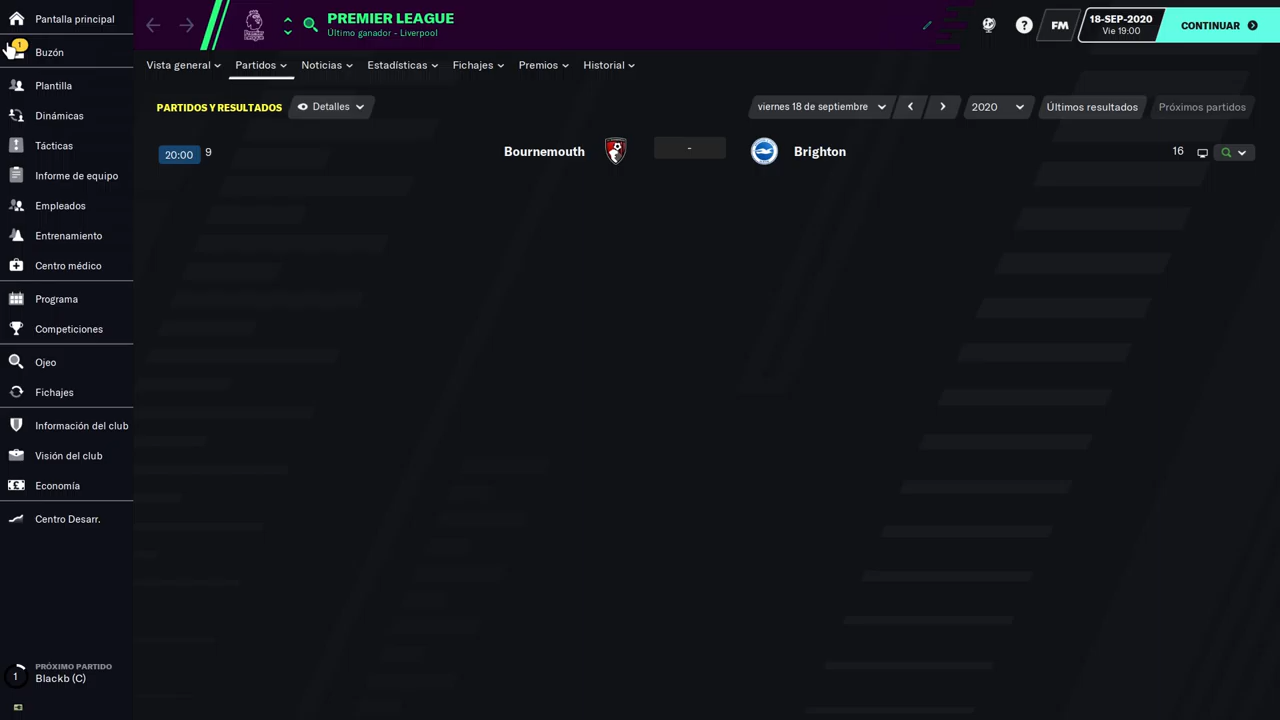 Pantalla principal
PREMIER LEAGUE
Último ganador - Liverpool
FM
18-SEP-2020
Vie 19:00
CONTINUAR
1
Buzón
Vista general
Partidos
Noticias
Estadísticas
Fichajes
Premios
Historial
Plantilla
PARTIDOS Y RESULTADOS
Detalles
viernes 18 de septiembre
2020
Últimos resultados
Próximos partidos
Dinámicas
Tácticas
20:00
9
Bournemouth
-
Brighton
16
Informe de equipo
Empleados
Entrenamiento
Centro médico
Programa
Competiciones
Ojeo
Fichajes
Información del club
Visión del club
Economía
Centro Desarr.
1
PRÓXIMO PARTIDO
Blackb (C)